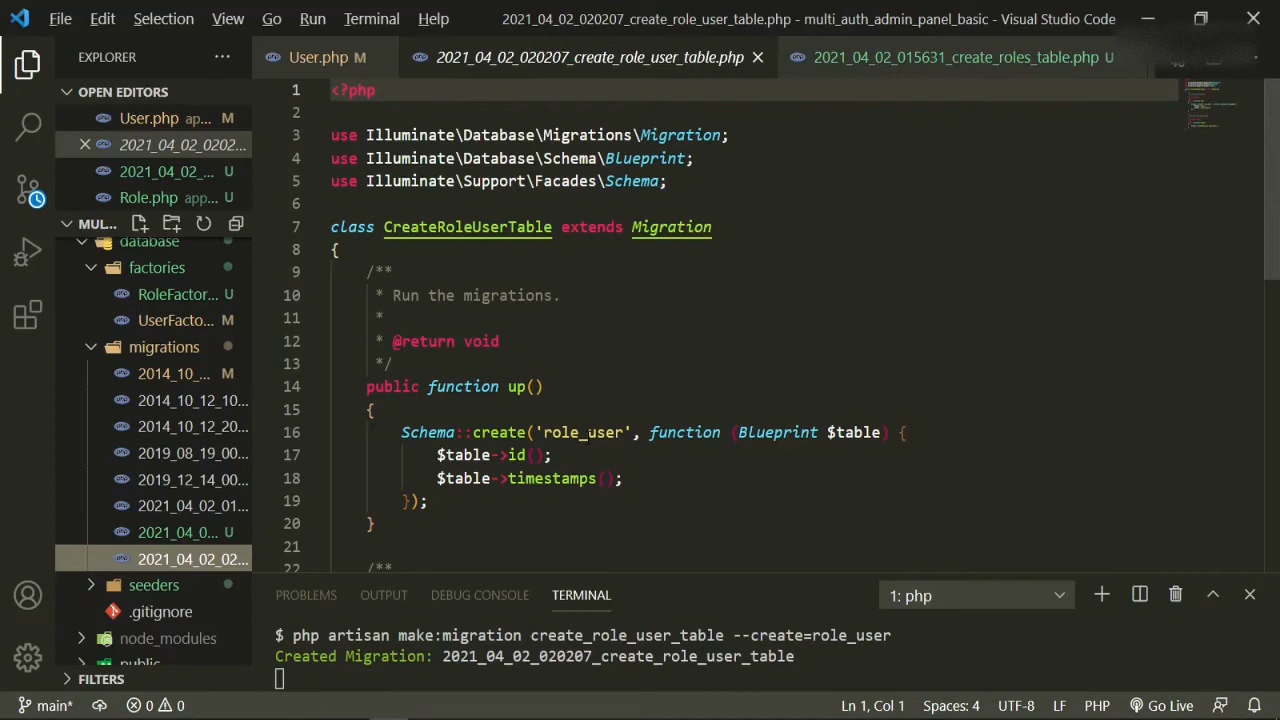 File Edit Selection View Go Run Terminal Help 2021_04_02_020207_create_role_user_table.php - multi_auth_admin_panel_basic - Visual Studio Code
EXPLORER
OPEN EDITORS
User.php ap... M
2021_04_02_0202...
2021_04_02_... U
Role.php app... U
MUL...
database
factories
RoleFactor... U
UserFacto... M
migrations
2014_10_... M
2014_10_12_10...
2014_10_12_20...
2019_08_19_00...
2019_12_14_00...
2021_04_02_01...
2021_04_0... U
2021_04_02_02...
seeders
.gitignore
node_modules
public
FILTERS
User.php M 2021_04_02_020207_create_role_user_table.php 2021_04_02_015631_create_roles_table.php U
1 <?php
2
3 use Illuminate\Database\Migrations\Migration;
4 use Illuminate\Database\Schema\Blueprint;
5 use Illuminate\Support\Facades\Schema;
6
7 class CreateRoleUserTable extends Migration
8 {
9 /**
10 * Run the migrations.
11 *
12 * @return void
13 */
14 public function up()
15 {
16 Schema::create('role_user', function (Blueprint $table) {
17 $table->id();
18 $table->timestamps();
19 });
20 }
21
22 /**
PROBLEMS OUTPUT DEBUG CONSOLE TERMINAL 1: php
$ php artisan make:migration create_role_user_table --create=role_user
Created Migration: 2021_04_02_020207_create_role_user_table
main* 0 0 Ln 1, Col 1 Spaces: 4 UTF-8 LF PHP Go Live